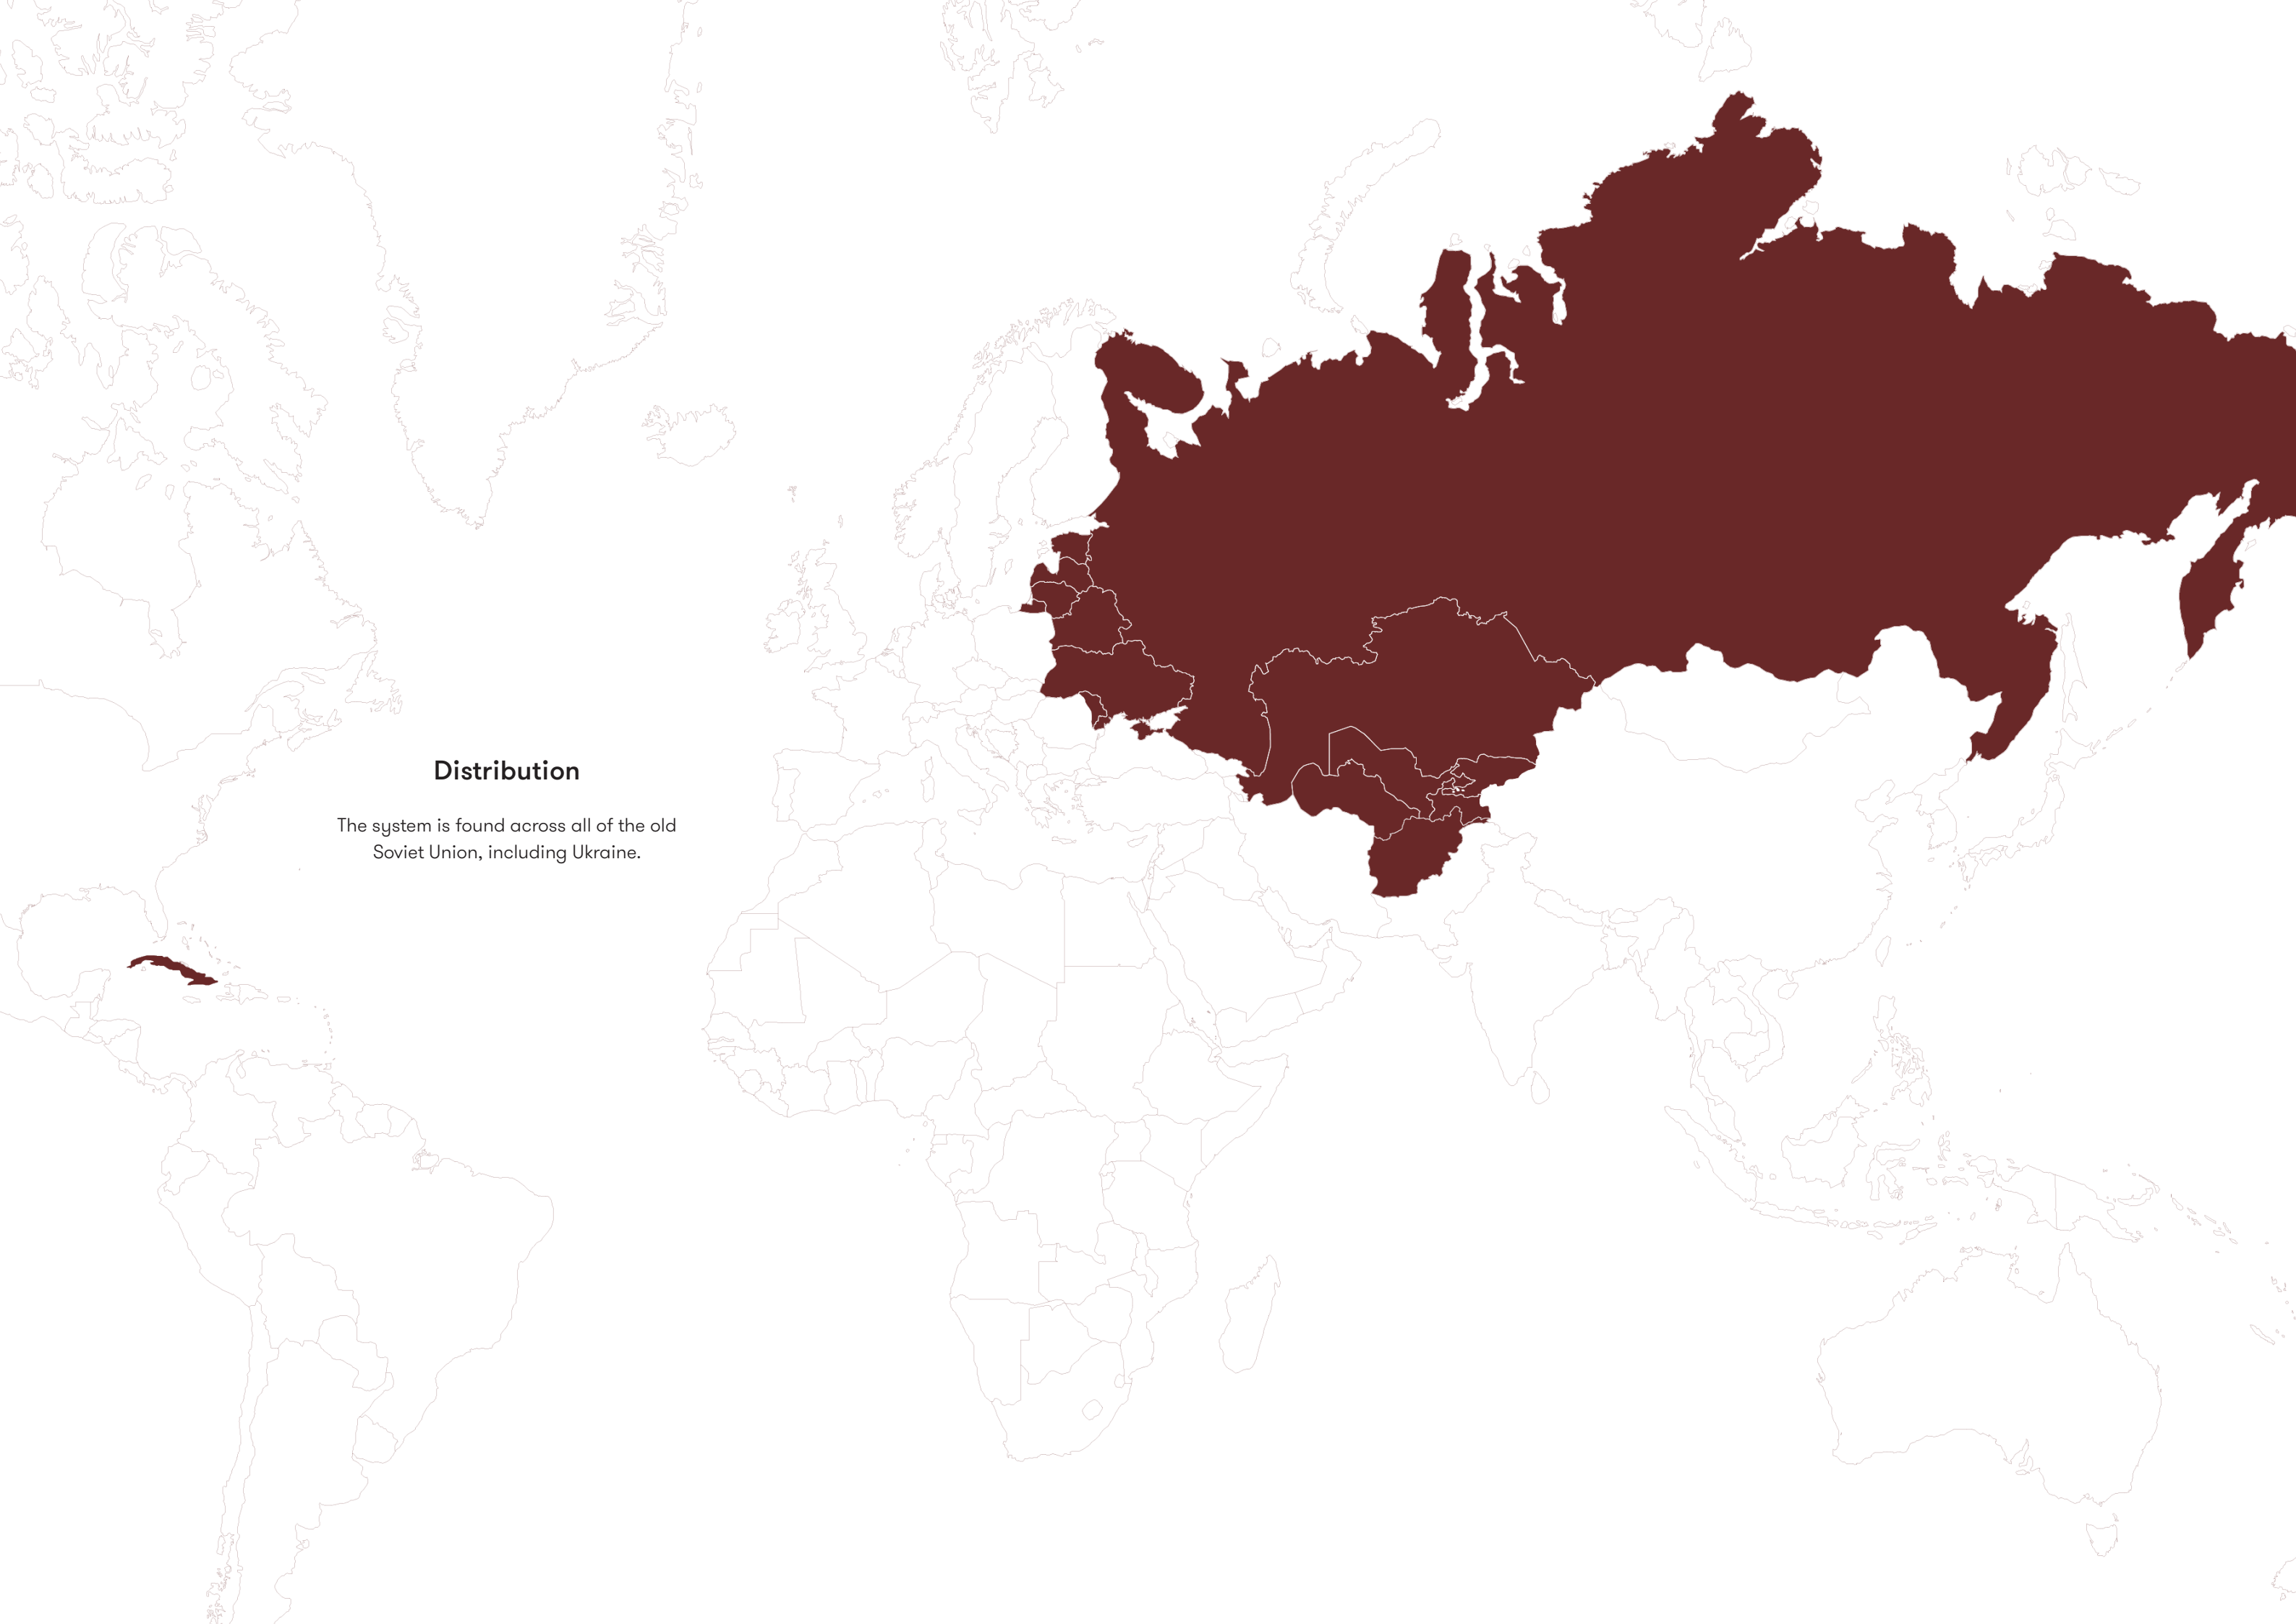 Distribution
The system is found across all of the old
Soviet Union, including Ukraine.